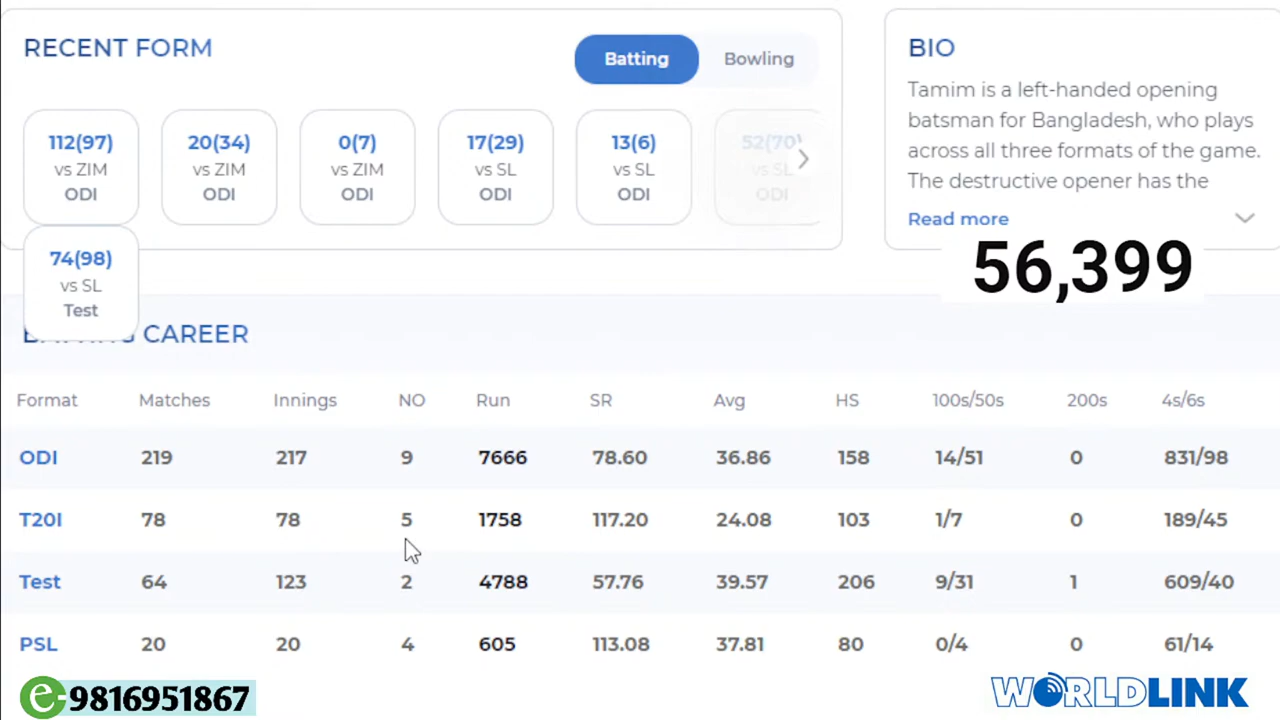 RECENT FORM
Batting
Bowling
112(97)
vs ZIM
ODI
20(34)
vs ZIM
ODI
0(7)
vs ZIM
ODI
17(29)
vs SL
ODI
13(6)
vs SL
ODI
52(70)
vs SL
ODI
74(98)
vs SL
Test
BIO
Tamim is a left-handed opening
batsman for Bangladesh, who plays
across all three formats of the game.
The destructive opener has the
Read more
56,399
BATTING CAREER
Format Matches Innings NO Run SR Avg HS 100s/50s 200s 4s/6s
ODI 219 217 9 7666 78.60 36.86 158 14/51 0 831/98
T20I 78 78 5 1758 117.20 24.08 103 1/7 0 189/45
Test 64 123 2 4788 57.76 39.57 206 9/31 1 609/40
PSL 20 20 4 605 113.08 37.81 80 0/4 0 61/14
e-9816951867
WORLDLINK